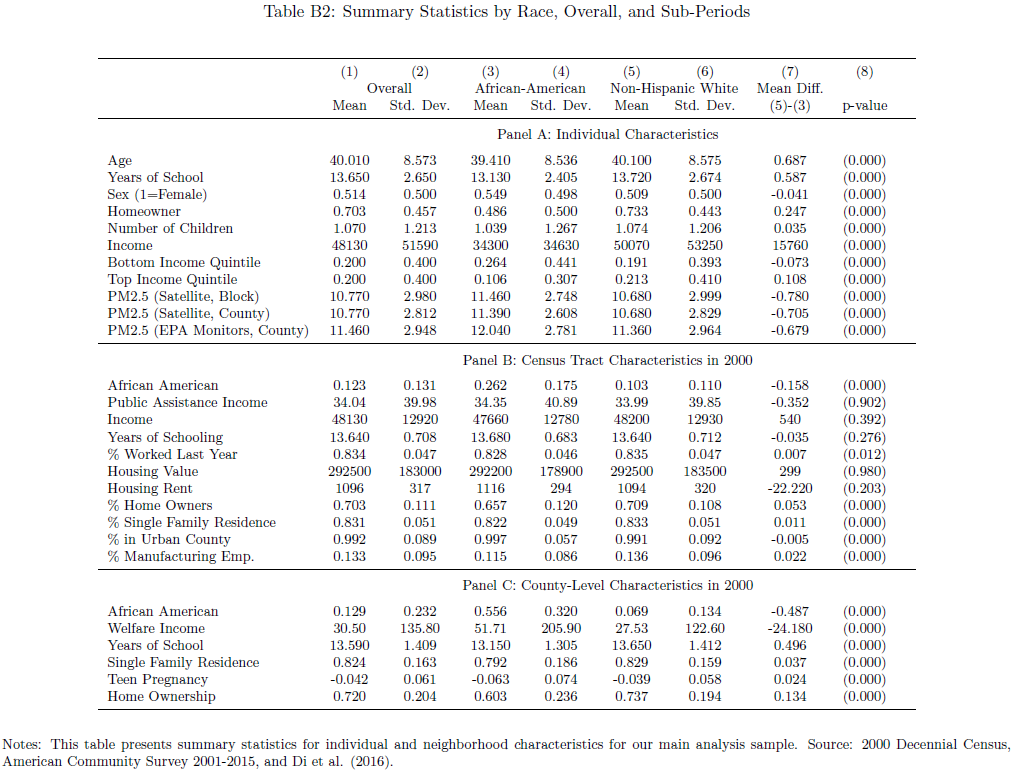 Table B2: Summary Statistics by Race, Overall, and Sub-Periods
(1) (2) (3) (4) (5) (6) (7) (8)
Overall African-American Non-Hispanic White Mean Diff.
Mean Std. Dev. Mean Std. Dev. Mean Std. Dev. (5)-(3) p-value
Panel A: Individual Characteristics
Age 40.010 8.573 39.410 8.536 40.100 8.575 0.687 (0.000)
Years of School 13.650 2.650 13.130 2.405 13.720 2.674 0.587 (0.000)
Sex (1=Female) 0.514 0.500 0.549 0.498 0.509 0.500 -0.041 (0.000)
Homeowner 0.703 0.457 0.486 0.500 0.733 0.443 0.247 (0.000)
Number of Children 1.070 1.213 1.039 1.267 1.074 1.206 0.035 (0.000)
Income 48130 51590 34300 34630 50070 53250 15760 (0.000)
Bottom Income Quintile 0.200 0.400 0.264 0.441 0.191 0.393 -0.073 (0.000)
Top Income Quintile 0.200 0.400 0.106 0.307 0.213 0.410 0.108 (0.000)
PM2.5 (Satellite, Block) 10.770 2.980 11.460 2.748 10.680 2.999 -0.780 (0.000)
PM2.5 (Satellite, County) 10.770 2.812 11.390 2.608 10.680 2.829 -0.705 (0.000)
PM2.5 (EPA Monitors, County) 11.460 2.948 12.040 2.781 11.360 2.964 -0.679 (0.000)
Panel B: Census Tract Characteristics in 2000
African American 0.123 0.131 0.262 0.175 0.103 0.110 -0.158 (0.000)
Public Assistance Income 34.04 39.98 34.35 40.89 33.99 39.85 -0.352 (0.902)
Income 48130 12920 47660 12780 48200 12930 540 (0.392)
Years of Schooling 13.640 0.708 13.680 0.683 13.640 0.712 -0.035 (0.276)
% Worked Last Year 0.834 0.047 0.828 0.046 0.835 0.047 0.007 (0.012)
Housing Value 292500 183000 292200 178900 292500 183500 299 (0.980)
Housing Rent 1096 317 1116 294 1094 320 -22.220 (0.203)
% Home Owners 0.703 0.111 0.657 0.120 0.709 0.108 0.053 (0.000)
% Single Family Residence 0.831 0.051 0.822 0.049 0.833 0.051 0.011 (0.000)
% in Urban County 0.992 0.089 0.997 0.057 0.991 0.092 -0.005 (0.000)
% Manufacturing Emp. 0.133 0.095 0.115 0.086 0.136 0.096 0.022 (0.000)
Panel C: County-Level Characteristics in 2000
African American 0.129 0.232 0.556 0.320 0.069 0.134 -0.487 (0.000)
Welfare Income 30.50 135.80 51.71 205.90 27.53 122.60 -24.180 (0.000)
Years of School 13.590 1.409 13.150 1.305 13.650 1.412 0.496 (0.000)
Single Family Residence 0.824 0.163 0.792 0.186 0.829 0.159 0.037 (0.000)
Teen Pregnancy -0.042 0.061 -0.063 0.074 -0.039 0.058 0.024 (0.000)
Home Ownership 0.720 0.204 0.603 0.236 0.737 0.194 0.134 (0.000)
Notes: This table presents summary statistics for individual and neighborhood characteristics for our main analysis sample. Source: 2000 Decennial Census,
American Community Survey 2001-2015, and Di et al. (2016).